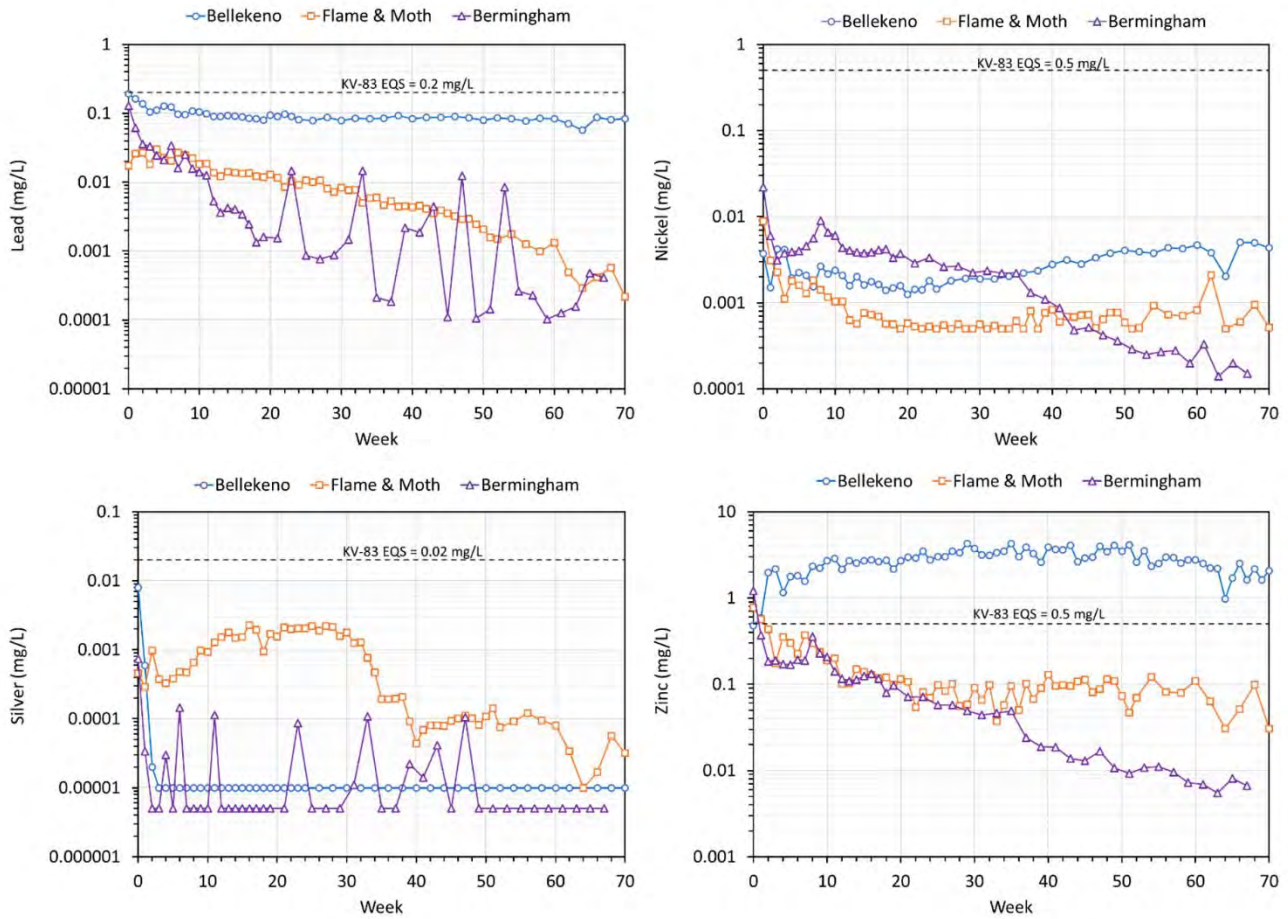 Bellekeno Flame & Moth Bermingham
1
KV-83 EQS = 0.2 mg/L
0.1
0.01
0.001
0.0001
0.00001
Lead (mg/L)
0 10 20 30 40 50 60 70
Week
Bellekeno Flame & Moth Bermingham
1
KV-83 EQS = 0.5 mg/L
0.1
0.01
0.001
0.0001
Nickel (mg/L)
0 10 20 30 40 50 60 70
Week
Bellekeno Flame & Moth Bermingham
0.1
KV-83 EQS = 0.02 mg/L
0.01
0.001
0.0001
0.00001
0.000001
Silver (mg/L)
0 10 20 30 40 50 60 70
Week
Bellekeno Flame & Moth Bermingham
10
1
KV-83 EQS = 0.5 mg/L
0.1
0.01
0.001
Zinc (mg/L)
0 10 20 30 40 50 60 70
Week